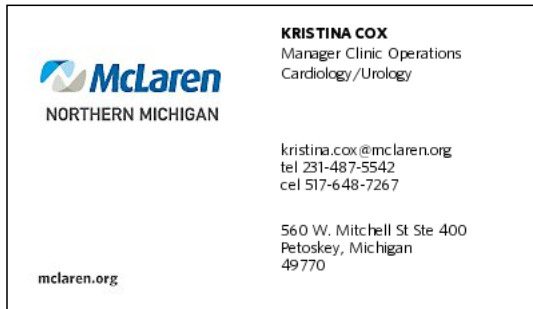 McLaren
NORTHERN MICHIGAN
mclaren.org
KRISTINA COX
Manager Clinic Operations
Cardiology/Urology
kristina.cox@mclaren.org
tel 231-487-5542
cel 517-648-7267
560 W. Mitchell St Ste 400
Petoskey, Michigan
49770